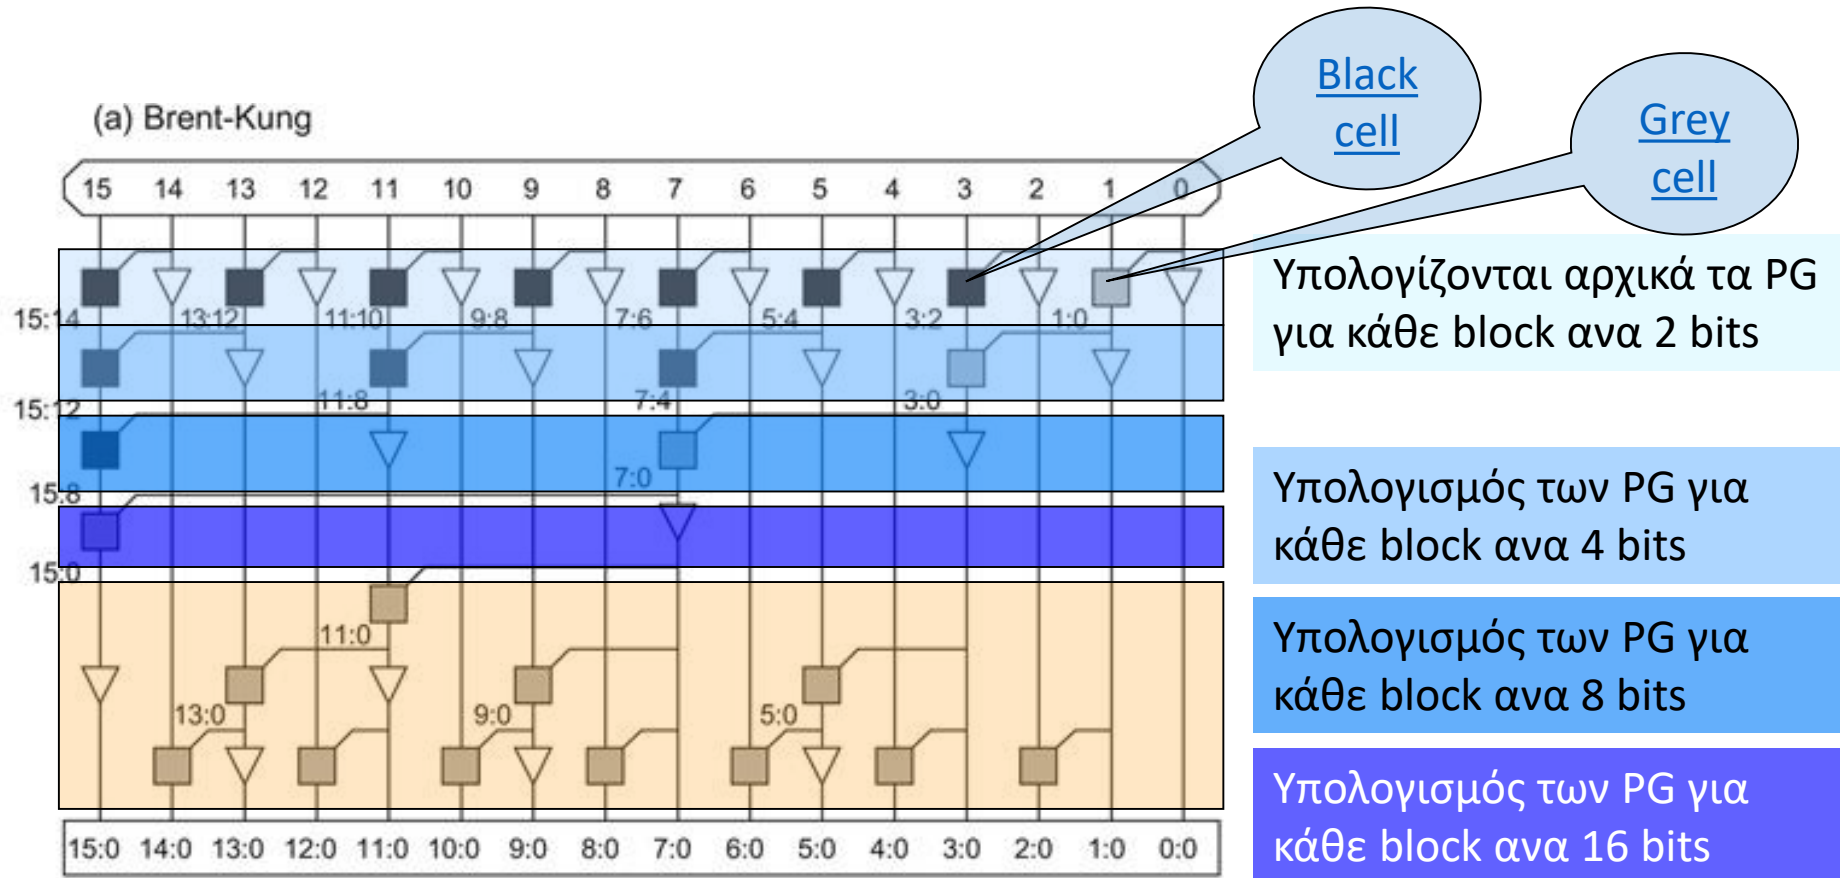 Black
cell
Grey
cell
(a) Brent-Kung
15 14 13 12 11 10 9 8 7 6 5 4 3 2 1 0
Υπολογίζονται αρχικά τα PG
για κάθε block ανα 2 bits
15:14 13:12 11:10 9:8 7:6 5:4 3:2 1:0
15:12 11:8 7:4 3:0
Υπολογισμός των PG για
κάθε block ανα 4 bits
15:8 7:0
15:0
Υπολογισμός των PG για
κάθε block ανα 8 bits
11:0
13:0 9:0 5:0
Υπολογισμός των PG για
κάθε block ανα 16 bits
15:0 14:0 13:0 12:0 11:0 10:0 9:0 8:0 7:0 6:0 5:0 4:0 3:0 2:0 1:0 0:0